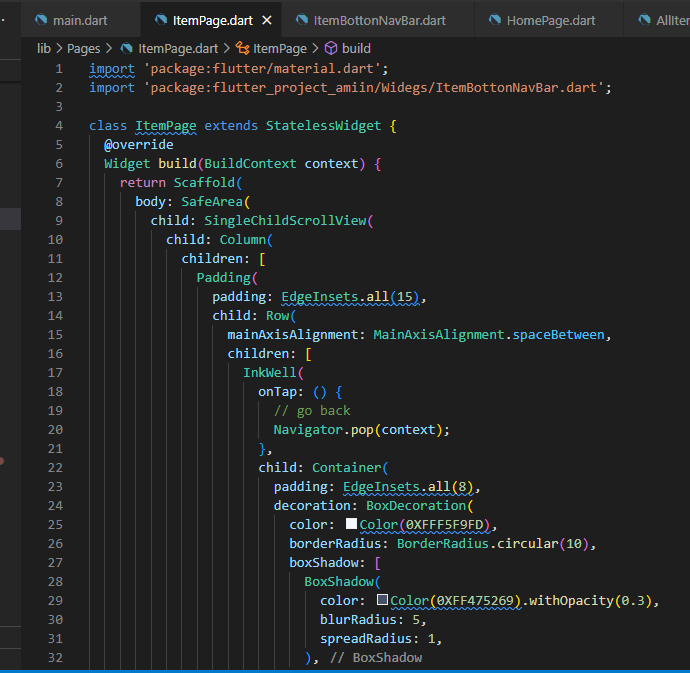 main.dart ItemPage.dart ItemBottonNavBar.dart HomePage.dart AllIter
lib > Pages > ItemPage.dart > ItemPage > build
1 import 'package:flutter/material.dart';
2 import 'package:flutter_project_amiin/Widegs/ItemBottonNavBar.dart';
3
4 class ItemPage extends StatelessWidget {
5 @override
6 Widget build(BuildContext context) {
7 return Scaffold(
8 body: SafeArea(
9 child: SingleChildScrollView(
10 child: Column(
11 children: [
12 Padding(
13 padding: EdgeInsets.all(15),
14 child: Row(
15 mainAxisAlignment: MainAxisAlignment.spaceBetween,
16 children: [
17 InkWell(
18 onTap: () {
19 // go back
20 Navigator.pop(context);
21 },
22 child: Container(
23 padding: EdgeInsets.all(8),
24 decoration: BoxDecoration(
25 color: Color(0XFFF5F9FD),
26 borderRadius: BorderRadius.circular(10),
27 boxShadow: [
28 BoxShadow(
29 color: Color(0XFF475269).withOpacity(0.3),
30 blurRadius: 5,
31 spreadRadius: 1,
32 ), // BoxShadow